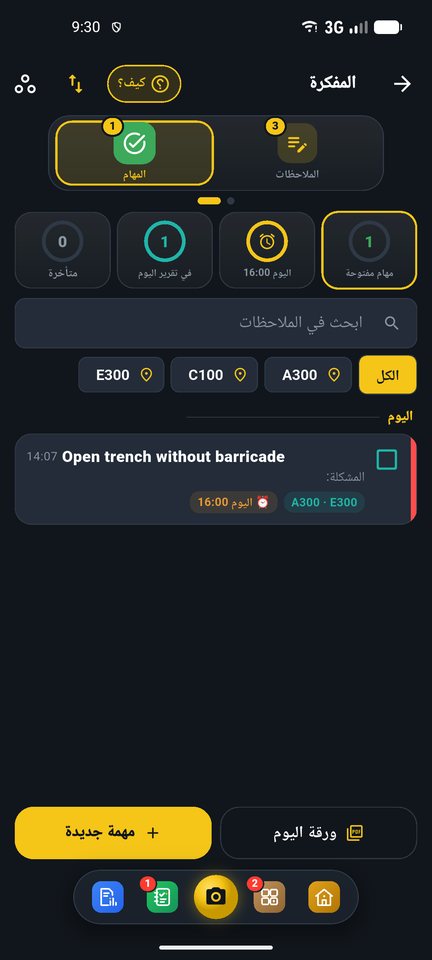 9:30
3G
المفكرة
كيف؟
3
الملاحظات
1
المهام
1
مهام مفتوحة
اليوم 16:00
1
في تقرير اليوم
0
متأخرة
ابحث في الملاحظات
الكل
A300
C100
E300
اليوم
Open trench without barricade 14:07
المشكلة:
A300 · E300
⏰ اليوم 16:00
PDF ورقة اليوم
+ مهمة جديدة
2
1